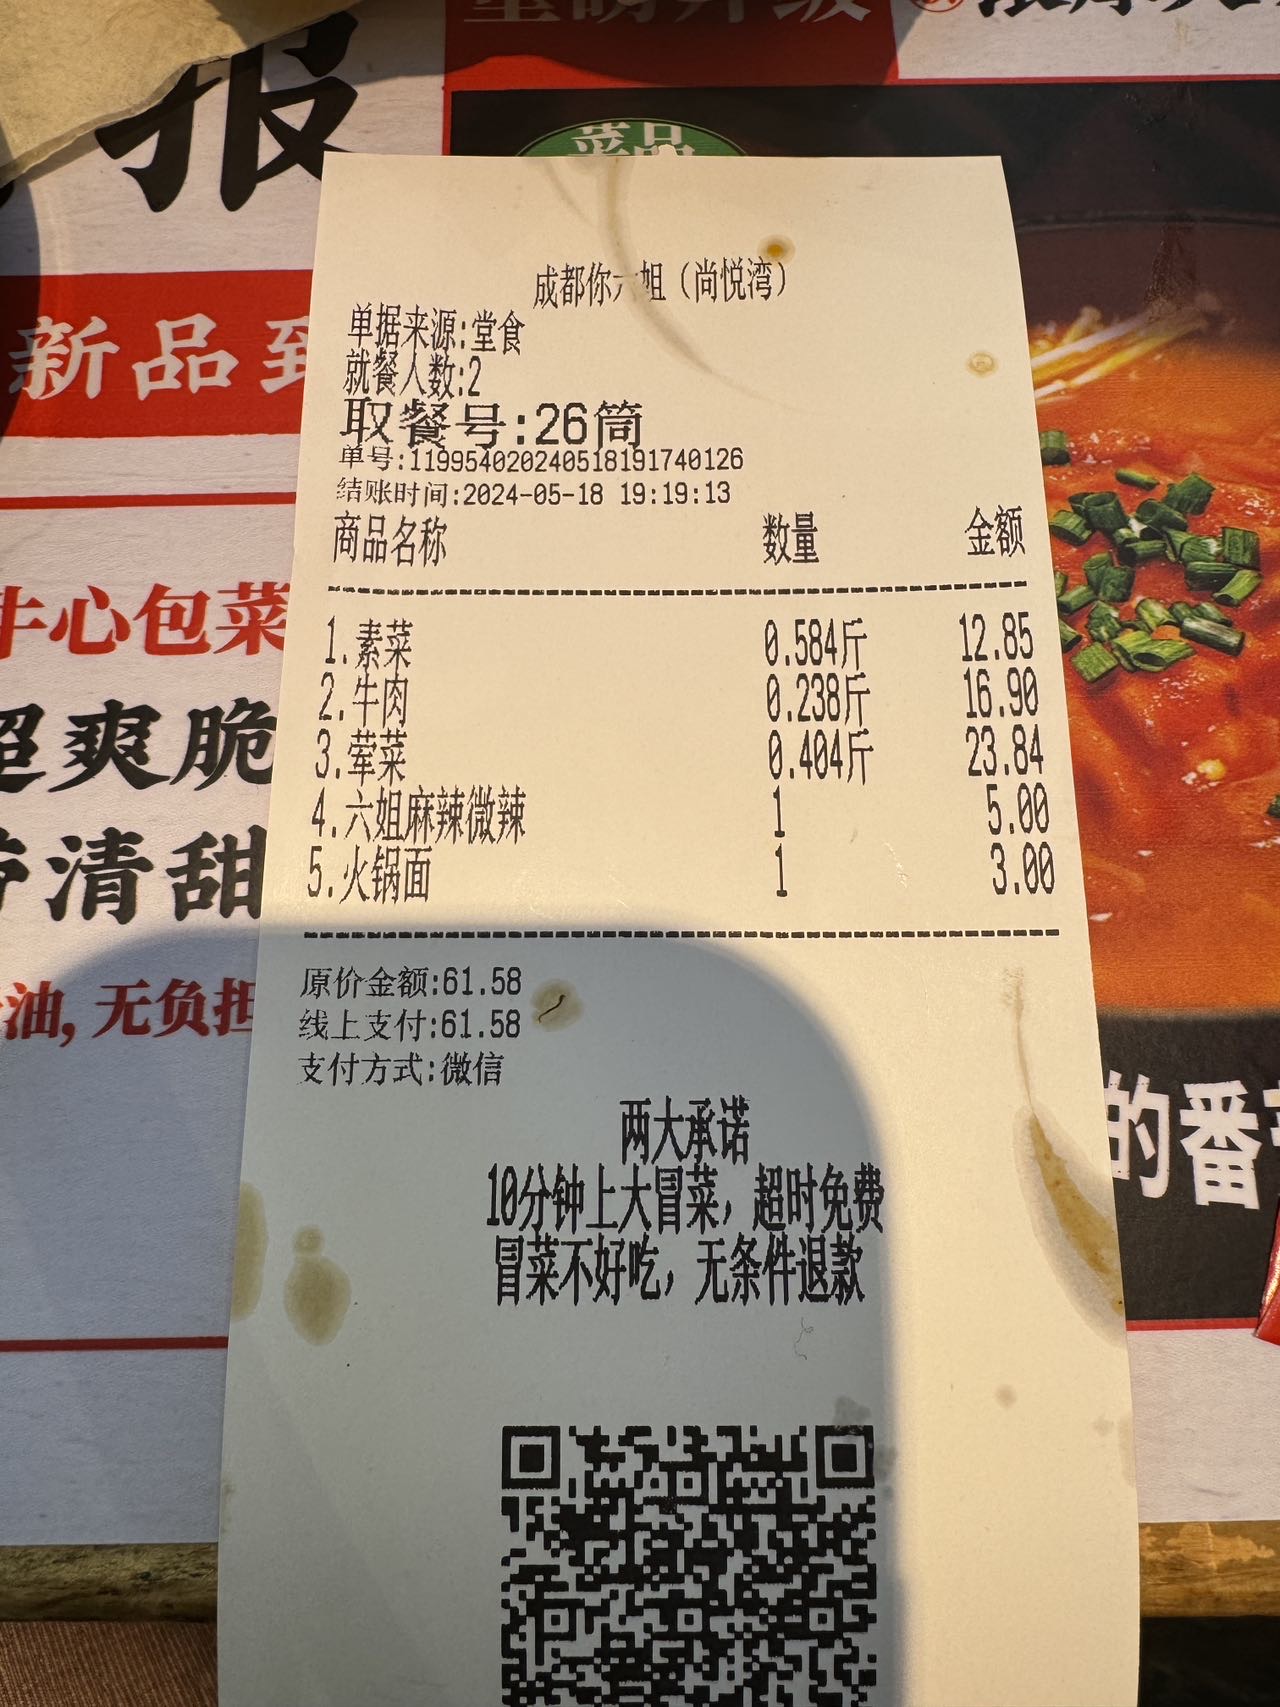 报
新品
牛心包菜
超爽脆
清甜
油,无负担
菜品
成都你六姐（尚悦湾）
单据来源:堂食
就餐人数:2
取餐号:26筒
单号:119954020240518191740126
结账时间:2024-05-18 19:19:13
商品名称 数量 金额
1.素菜 0.584斤 12.85
2.牛肉 0.238斤 16.90
3.荤菜 0.404斤 23.84
4.六姐麻辣微辣 1 5.00
5.火锅面 1 3.00
原价金额:61.58
线上支付:61.58
支付方式:微信
两大承诺
10分钟上大冒菜，超时免费
冒菜不好吃，无条件退款
的番